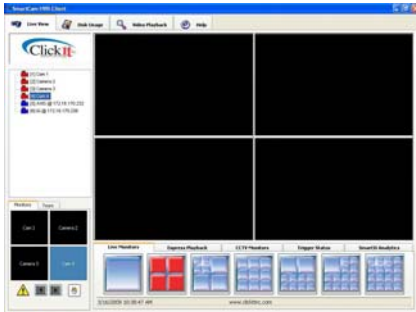 SmartCam HMS Client
Live View
Disk Usage
Video Playback
Help
ClickIt
[1] Cam 1
[2] Camera 2
[3] Camera 3
[4] Cam 4
Monitors
Tours
Cam 1
Camera 2
Camera 3
Cam 4
Live Monitors
Express Playback
CCTV Monitors
Trigger Status
SmartIS Analytics
www.clickitinc.com